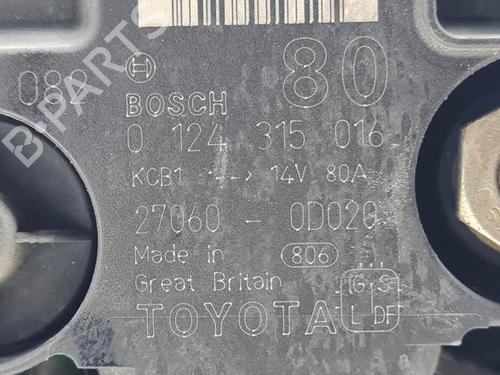 082 80
BOSCH
0 124 315 016
KCB1 14V 80A
27060 - 0D020
Made in 806
Great Britain
TOYOTA
G S
L DF
B-PARTS